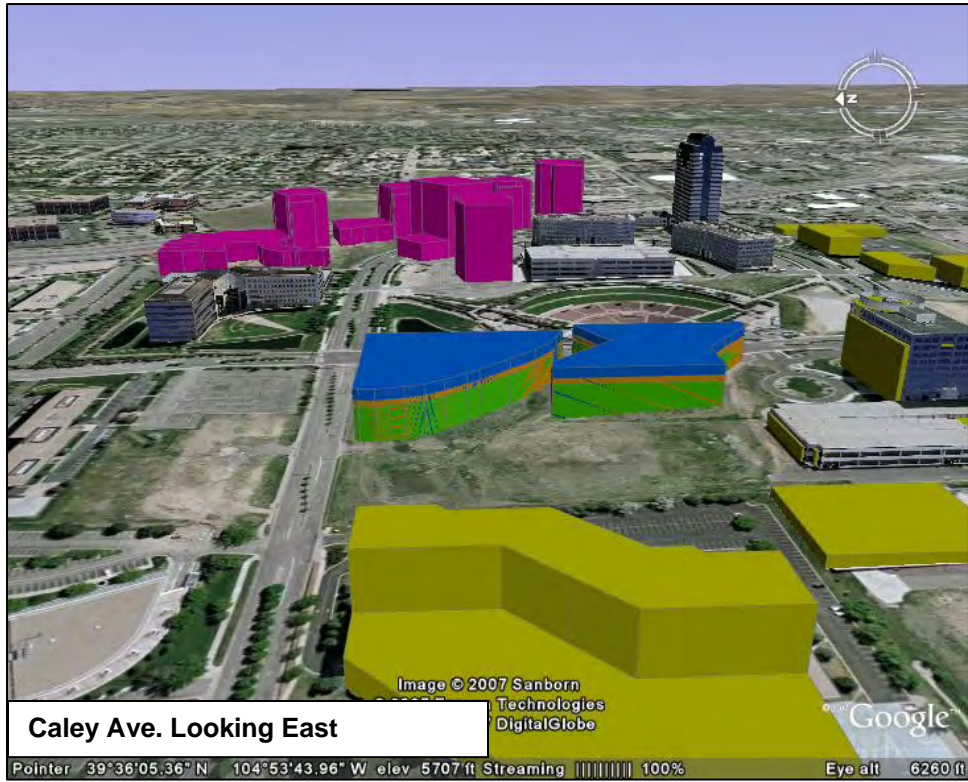 N
Image © 2007 Sanborn
Technologies
DigitalGlobe
Google™
Caley Ave. Looking East
Pointer 39°36'05.36" N 104°53'43.96" W elev 5707 ft Streaming |||||||||| 100% Eye alt 6260 ft